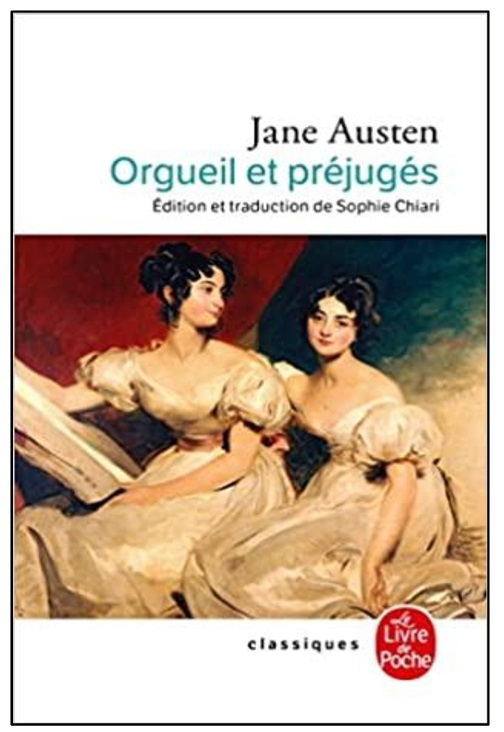 Jane Austen
Orgueil et préjugés
Édition et traduction de Sophie Chiari
classiques
Le
Livre
de
Poche